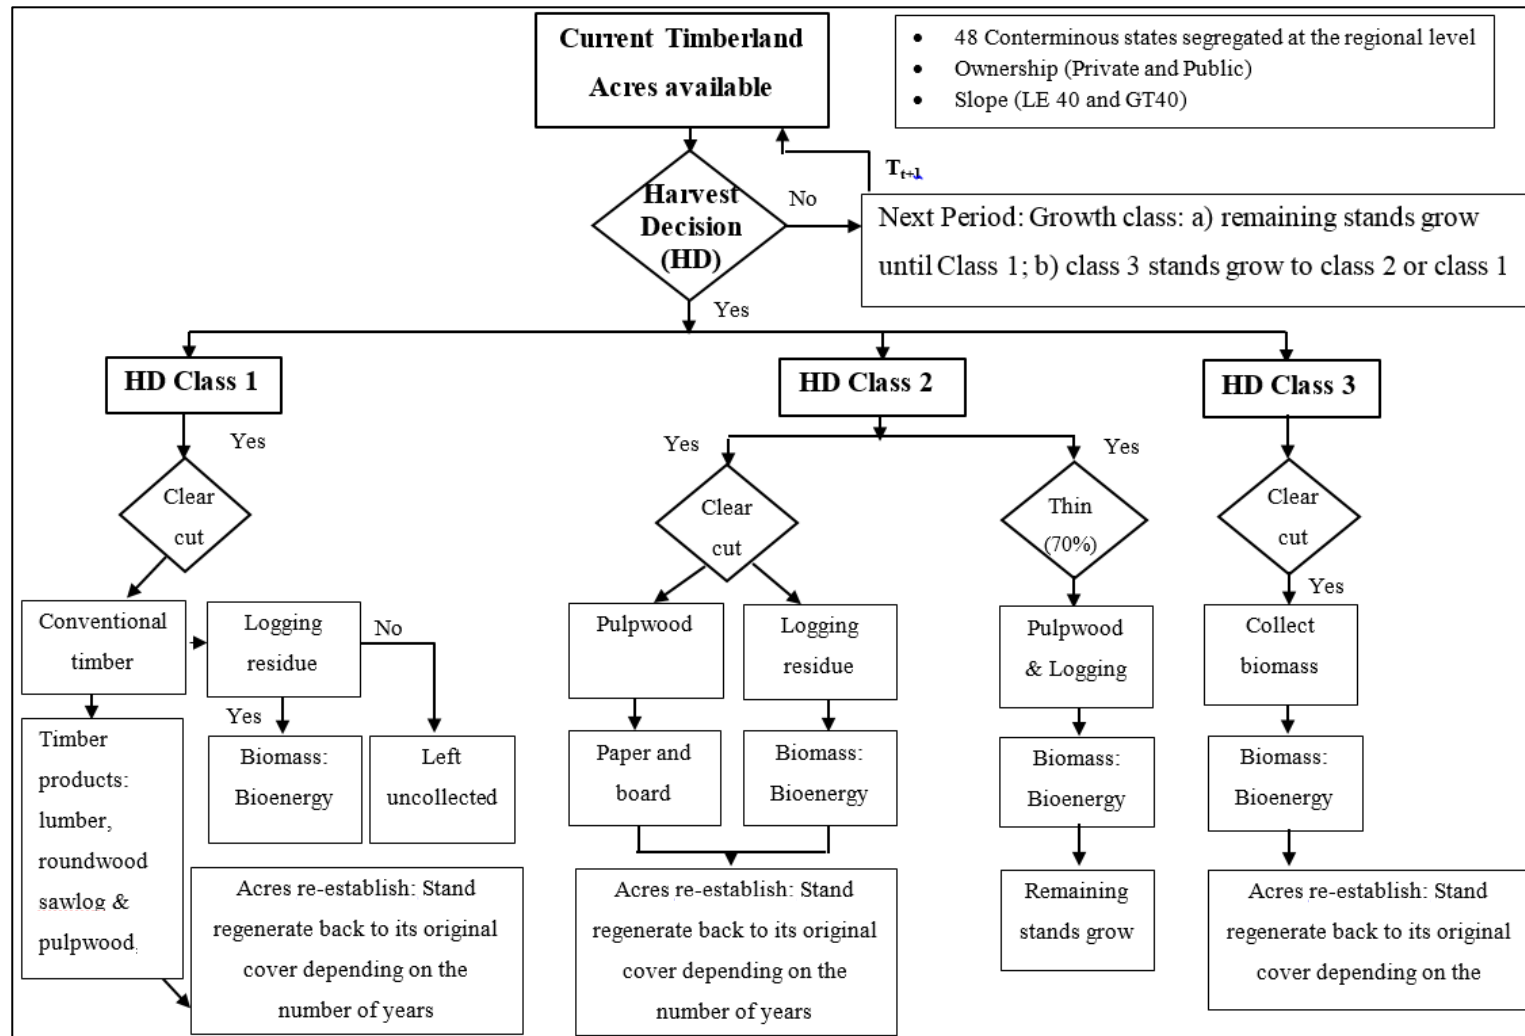 Current Timberland
Acres available
• 48 Conterminous states segregated at the regional level
• Ownership (Private and Public)
• Slope (LE 40 and GT40)
Harvest
Decision
(HD)
No
Tt+1
Next Period: Growth class: a) remaining stands grow
until Class 1; b) class 3 stands grow to class 2 or class 1
Yes
HD Class 1
HD Class 2
HD Class 3
Yes
Clear
cut
Conventional
timber
Logging
residue
No
Yes
Timber
products:
lumber,
roundwood
sawlog &
pulpwood,
Biomass:
Bioenergy
Left
uncollected
Acres re-establish: Stand
regenerate back to its original
cover depending on the
number of years
Yes
Yes
Clear
cut
Thin
(70%)
Pulpwood
Logging
residue
Pulpwood
& Logging
Paper and
board
Biomass:
Bioenergy
Biomass:
Bioenergy
Acres re-establish: Stand
regenerate back to its original
cover depending on the
number of years
Remaining
stands grow
Clear
cut
Yes
Collect
biomass
Biomass:
Bioenergy
Acres re-establish: Stand
regenerate back to its original
cover depending on the